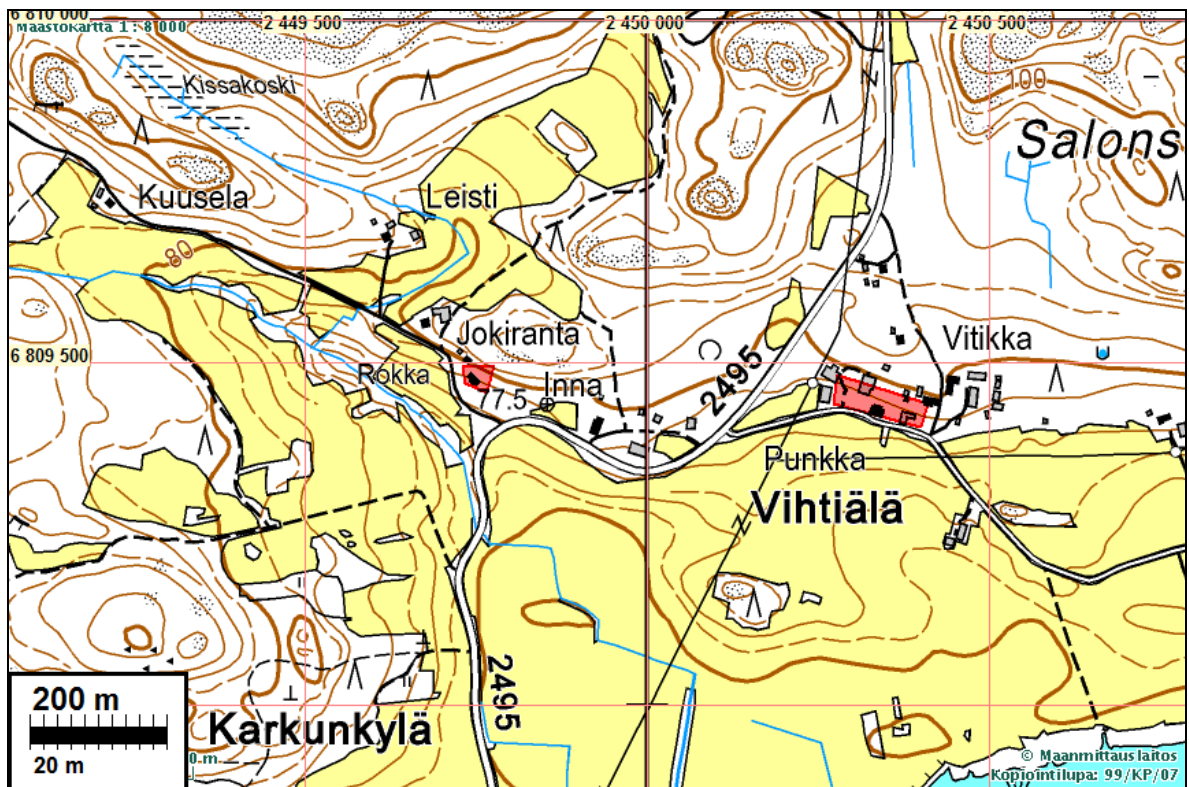 6 810 000
2 449 500
2 450 000
2 450 500
Maastokartta 1 : 8 000
Kissakoski
100
Salons
Kuusela
Leisti
80
Jokiranta
Vitikka
6 809 500
2495
Rökka
77.5
Inna
Punkka
Vihtiälä
2495
200 m
20 m
Karkunkylä
0 m
© Maanmittauslaitos
Kopiointilupa: 99/KP/07